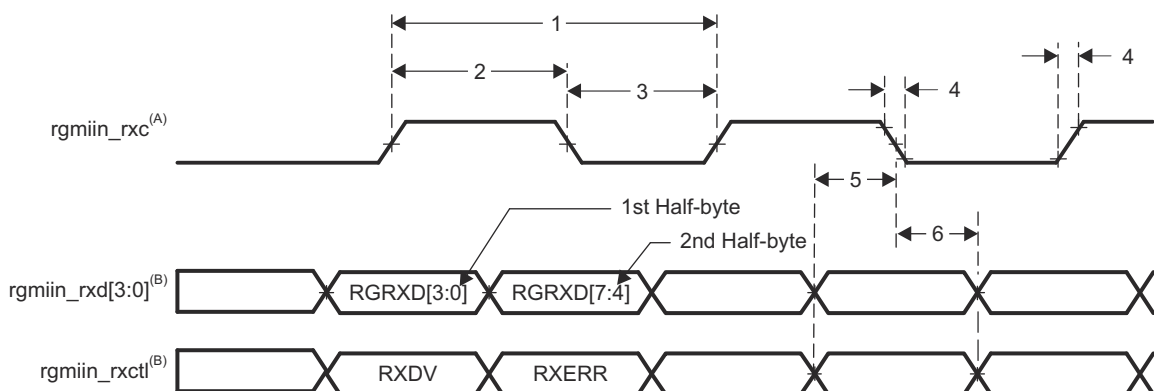 1
4
2
3
4
rgmiin_rxc(A)
5
1st Half-byte
6
2nd Half-byte
rgmiin_rxd[3:0](B)
RGRXD[3:0]
RGRXD[7:4]
rgmiin_rxctl(B)
RXDV
RXERR